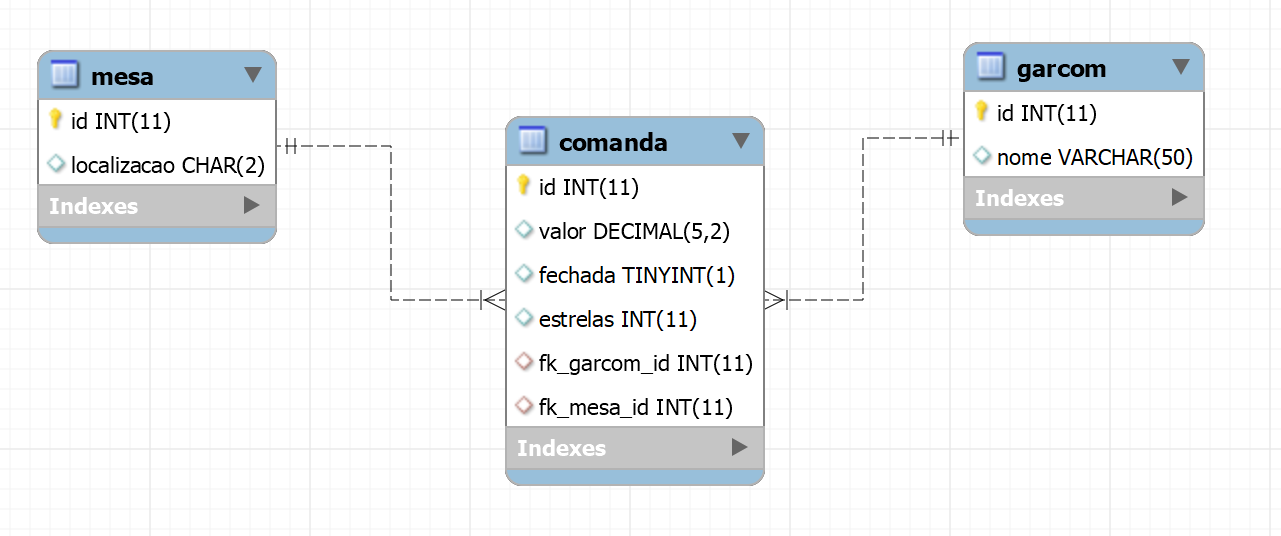 mesa
id INT(11)
localizacao CHAR(2)
Indexes
comanda
id INT(11)
valor DECIMAL(5,2)
fechada TINYINT(1)
estrelas INT(11)
fk_garcom_id INT(11)
fk_mesa_id INT(11)
Indexes
garcom
id INT(11)
nome VARCHAR(50)
Indexes